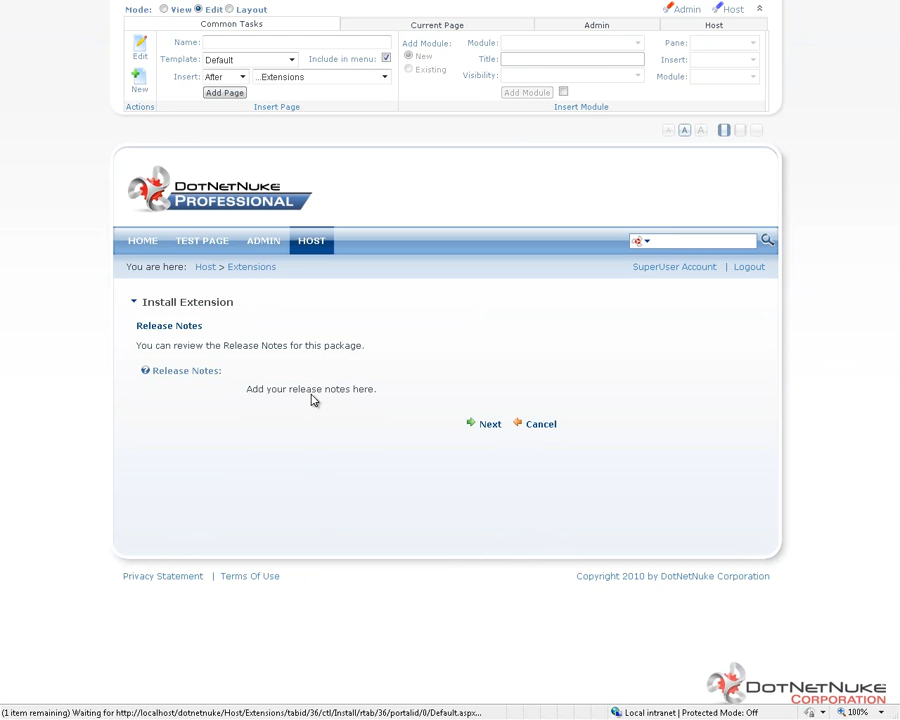 Mode: View Edit Layout Admin Host
Common Tasks Current Page Admin Host
Name: Add Module: Module: Pane:
Edit New Title: Insert:
Template: Default Include in menu: Existing Visibility: Module:
Insert: After ...Extensions
New Add Page Add Module
Actions Insert Page Insert Module
A A A
DOTNETNUKE
PROFESSIONAL
HOME TEST PAGE ADMIN HOST
You are here: Host > Extensions SuperUser Account | Logout
Install Extension
Release Notes
You can review the Release Notes for this package.
Release Notes:
Add your release notes here.
Next Cancel
Privacy Statement | Terms Of Use Copyright 2010 by DotNetNuke Corporation
DOTNETNUKE
CORPORATION
(1 item remaining) Waiting for http://localhost/dotnetnuke/Host/Extensions/tabid/36/ctl/Install/rtab/36/portalid/0/Default.aspx... Local intranet | Protected Mode: Off 100%